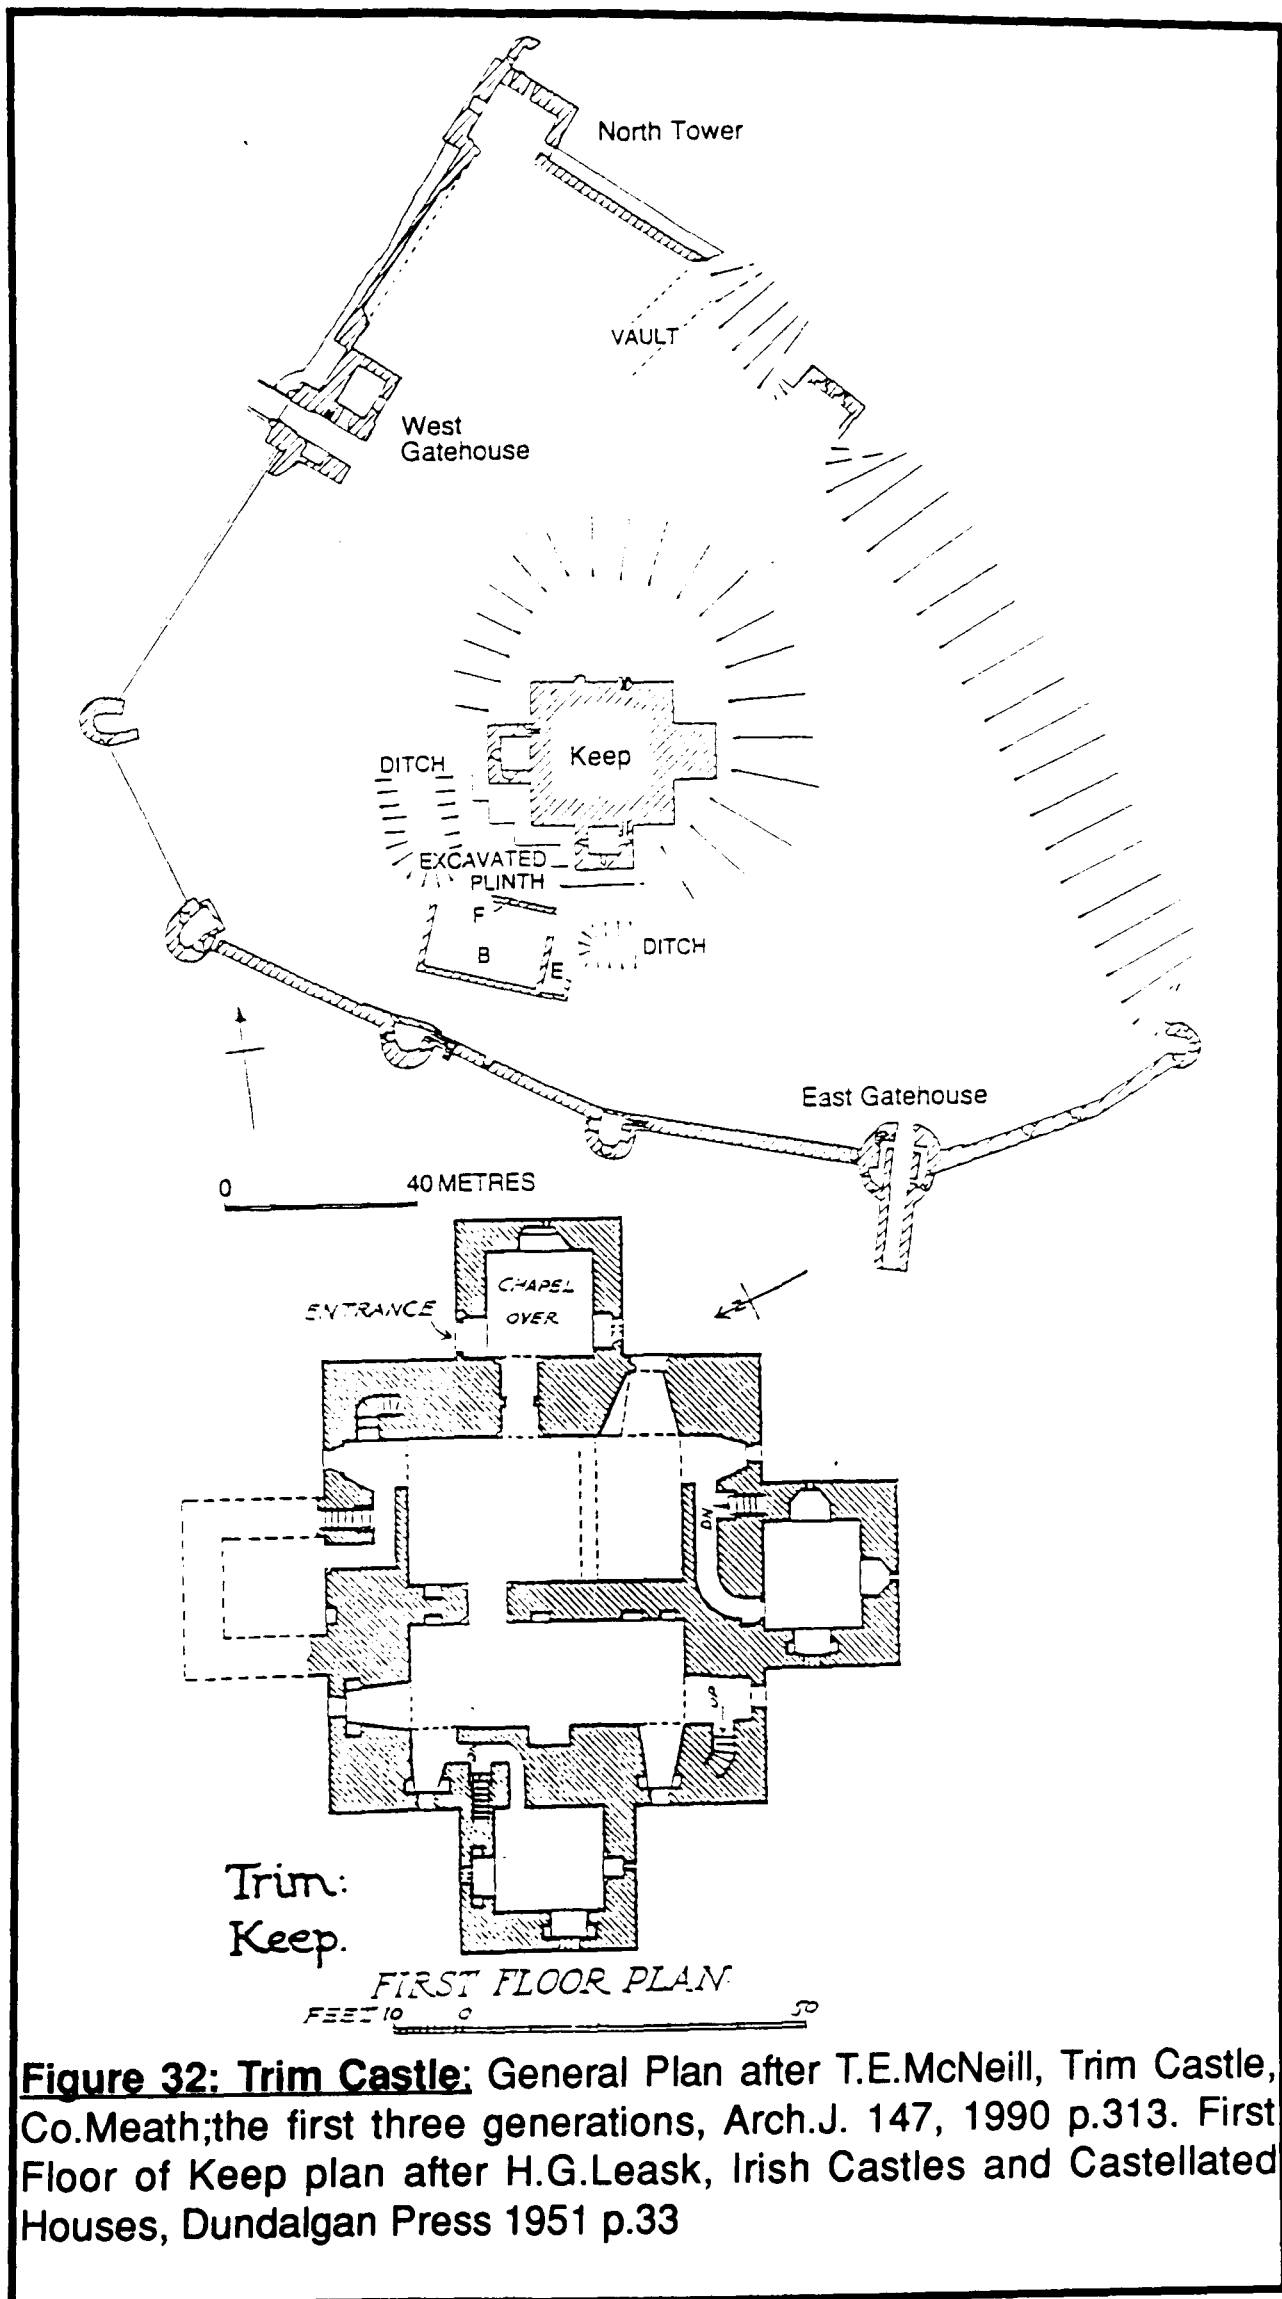 North Tower
VAULT
West
Gatehouse
Keep
DITCH
EXCAVATED
PLINTH
F
B
E
DITCH
East Gatehouse
0 40 METRES
CHAPEL
OVER
ENTRANCE
DN
UP
Trim:
Keep.
FIRST FLOOR PLAN.
FEET 10 0 50
Figure 32: Trim Castle; General Plan after T.E.McNeill, Trim Castle,
Co.Meath;the first three generations, Arch.J. 147, 1990 p.313. First
Floor of Keep plan after H.G.Leask, Irish Castles and Castellated
Houses, Dundalgan Press 1951 p.33